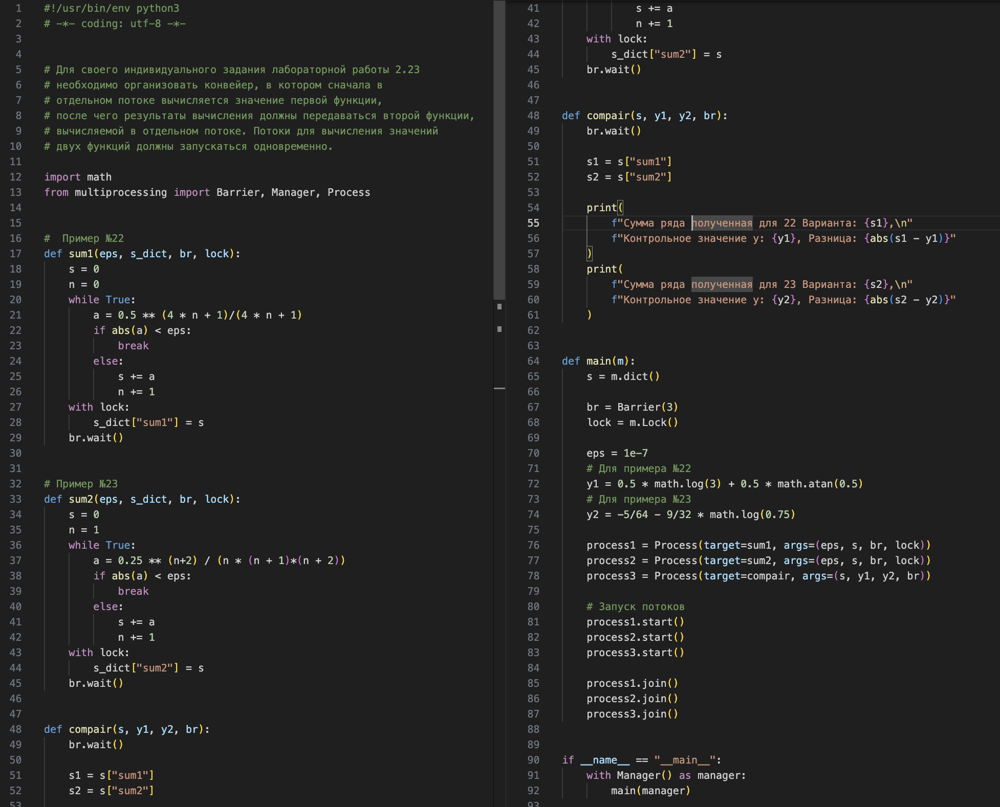 1 #!/usr/bin/env python3
2 # -*- coding: utf-8 -*-
3
4
5 # Для своего индивидуального задания лабораторной работы 2.23
6 # необходимо организовать конвейер, в котором сначала в
7 # отдельном потоке вычисляется значение первой функции,
8 # после чего результаты вычисления должны передаваться второй функции,
9 # вычисляемой в отдельном потоке. Потоки для вычисления значений
10 # двух функций должны запускаться одновременно.
11
12 import math
13 from multiprocessing import Barrier, Manager, Process
14
15
16 #  Пример №22
17 def sum1(eps, s_dict, br, lock):
18     s = 0
19     n = 0
20     while True:
21         a = 0.5 ** (4 * n + 1)/(4 * n + 1)
22         if abs(a) < eps:
23             break
24         else:
25             s += a
26             n += 1
27     with lock:
28         s_dict["sum1"] = s
29     br.wait()
30
31
32 # Пример №23
33 def sum2(eps, s_dict, br, lock):
34     s = 0
35     n = 1
36     while True:
37         a = 0.25 ** (n+2) / (n * (n + 1)*(n + 2))
38         if abs(a) < eps:
39             break
40         else:
41             s += a
42             n += 1
43     with lock:
44         s_dict["sum2"] = s
45     br.wait()
46
47
48 def compair(s, y1, y2, br):
49     br.wait()
50
51     s1 = s["sum1"]
52     s2 = s["sum2"]
53
41             s += a
42             n += 1
43     with lock:
44         s_dict["sum2"] = s
45     br.wait()
46
47
48 def compair(s, y1, y2, br):
49     br.wait()
50
51     s1 = s["sum1"]
52     s2 = s["sum2"]
53
54     print(
55         f"Сумма ряда полученная для 22 Варианта: {s1},\n"
56         f"Контрольное значение y: {y1}, Разница: {abs(s1 - y1)}"
57     )
58     print(
59         f"Сумма ряда полученная для 23 Варианта: {s2},\n"
60         f"Контрольное значение y: {y2}, Разница: {abs(s2 - y2)}"
61     )
62
63
64 def main(m):
65     s = m.dict()
66
67     br = Barrier(3)
68     lock = m.Lock()
69
70     eps = 1e-7
71     # Для примера №22
72     y1 = 0.5 * math.log(3) + 0.5 * math.atan(0.5)
73     # Для примера №23
74     y2 = -5/64 - 9/32 * math.log(0.75)
75
76     process1 = Process(target=sum1, args=(eps, s, br, lock))
77     process2 = Process(target=sum2, args=(eps, s, br, lock))
78     process3 = Process(target=compair, args=(s, y1, y2, br))
79
80     # Запуск потоков
81     process1.start()
82     process2.start()
83     process3.start()
84
85     process1.join()
86     process2.join()
87     process3.join()
88
89
90 if __name__ == "__main__":
91     with Manager() as manager:
92         main(manager)
93